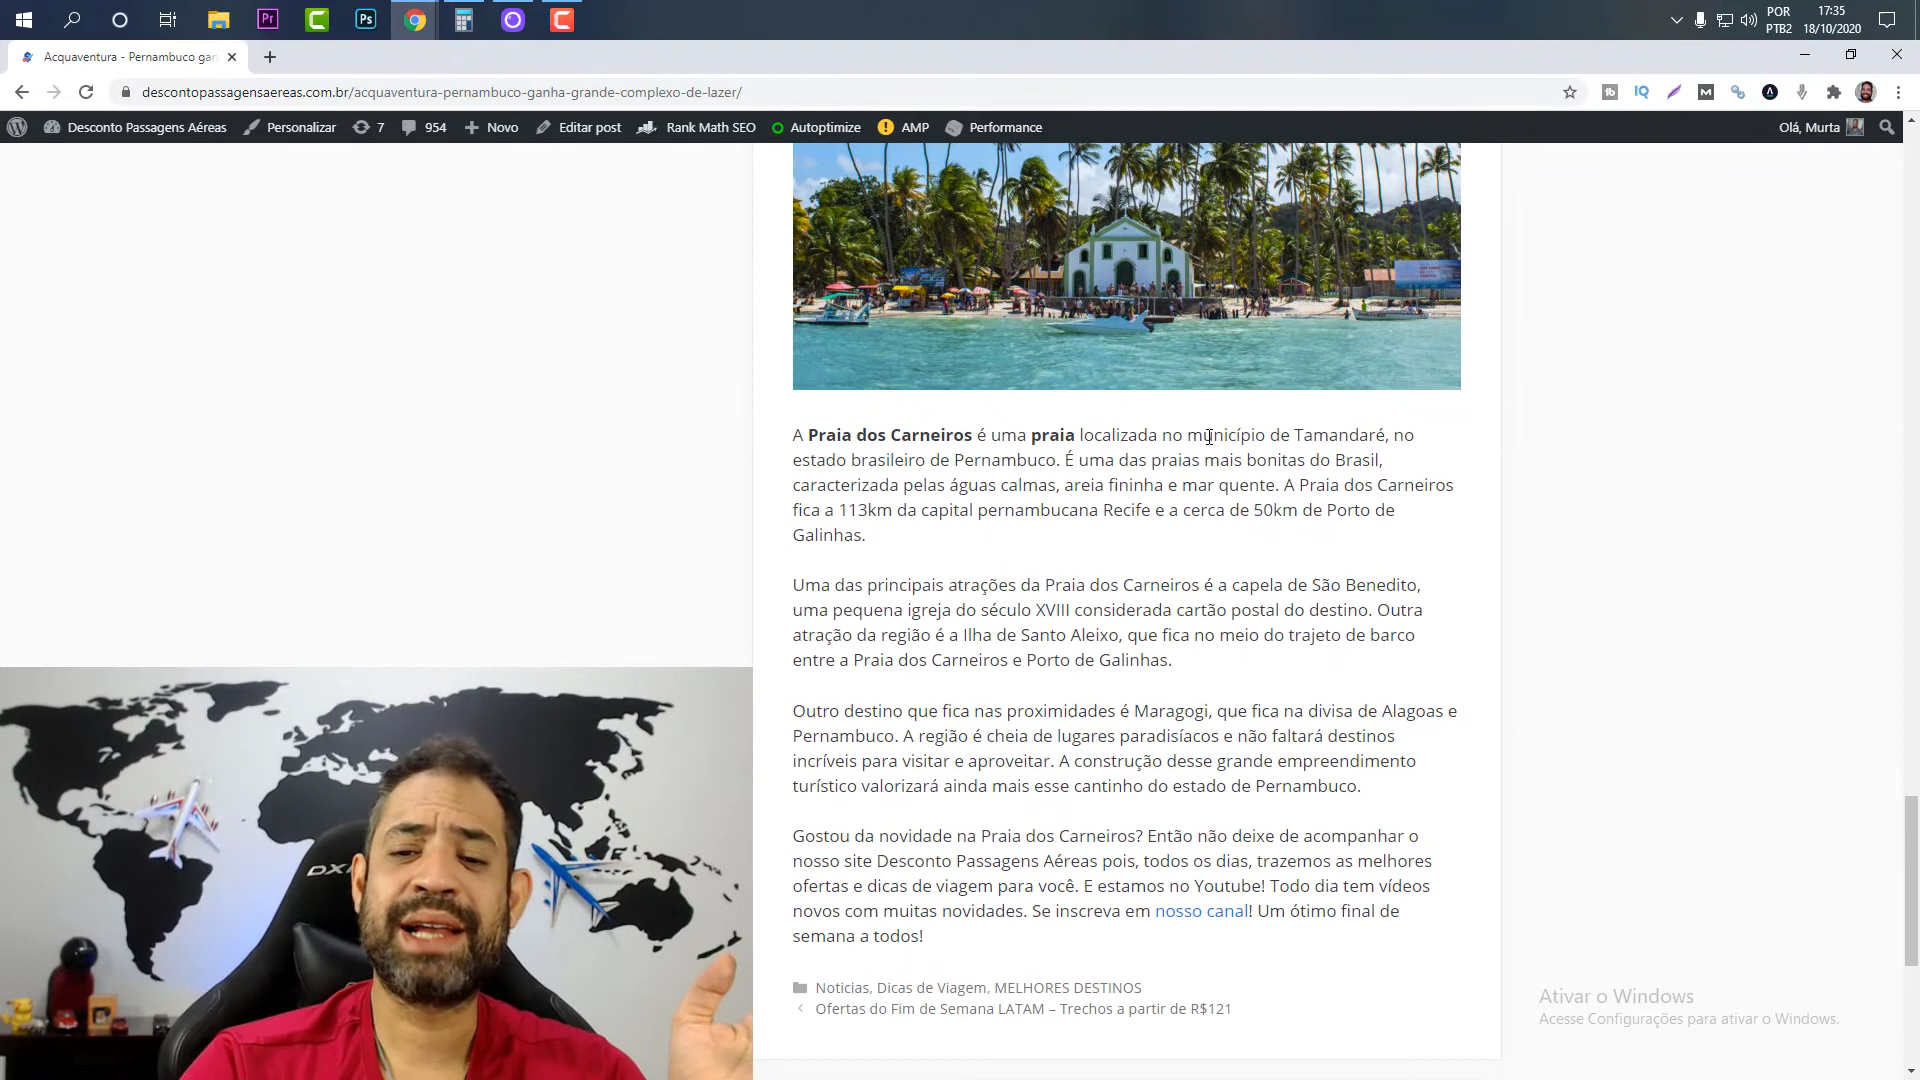 Pr
Ps
POR
PTB2
17:35
18/10/2020
Acquaventura - Pernambuco gan
descontopassagensaereas.com.br/acquaventura-pernambuco-ganha-grande-complexo-de-lazer/
Desconto Passagens Aéreas
Personalizar
7
954
Novo
Editar post
Rank Math SEO
Autoptimize
AMP
Performance
Olá, Murta
A Praia dos Carneiros é uma praia localizada no município de Tamandaré, no
estado brasileiro de Pernambuco. É uma das praias mais bonitas do Brasil,
caracterizada pelas águas calmas, areia fininha e mar quente. A Praia dos Carneiros
fica a 113km da capital pernambucana Recife e a cerca de 50km de Porto de
Galinhas.
Uma das principais atrações da Praia dos Carneiros é a capela de São Benedito,
uma pequena igreja do século XVIII considerada cartão postal do destino. Outra
atração da região é a Ilha de Santo Aleixo, que fica no meio do trajeto de barco
entre a Praia dos Carneiros e Porto de Galinhas.
Outro destino que fica nas proximidades é Maragogi, que fica na divisa de Alagoas e
Pernambuco. A região é cheia de lugares paradisíacos e não faltará destinos
incríveis para visitar e aproveitar. A construção desse grande empreendimento
turístico valorizará ainda mais esse cantinho do estado de Pernambuco.
Gostou da novidade na Praia dos Carneiros? Então não deixe de acompanhar o
nosso site Desconto Passagens Aéreas pois, todos os dias, trazemos as melhores
ofertas e dicas de viagem para você. E estamos no Youtube! Todo dia tem vídeos
novos com muitas novidades. Se inscreva em nosso canal! Um ótimo final de
semana a todos!
Noticias, Dicas de Viagem, MELHORES DESTINOS
Ofertas do Fim de Semana LATAM – Trechos a partir de R$121
Ativar o Windows
Acesse Configurações para ativar o Windows.
DX